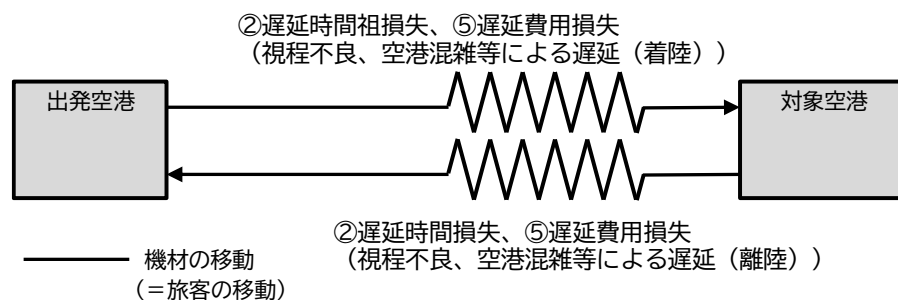 ②遅延時間祖損失、⑤遅延費用損失
(視程不良、空港混雑等による遅延(着陸))
出発空港
対象空港
②遅延時間損失、⑤遅延費用損失
(視程不良、空港混雑等による遅延(離陸))
機材の移動
(=旅客の移動)